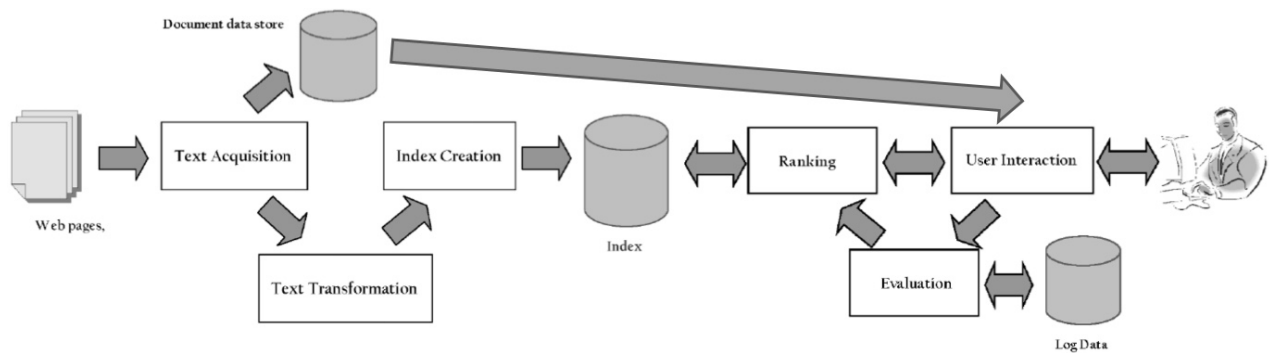 Document data store
Text Acquisition
Index Creation
Ranking
User Interaction
Web pages,
Index
Text Transformation
Evaluation
Log Data